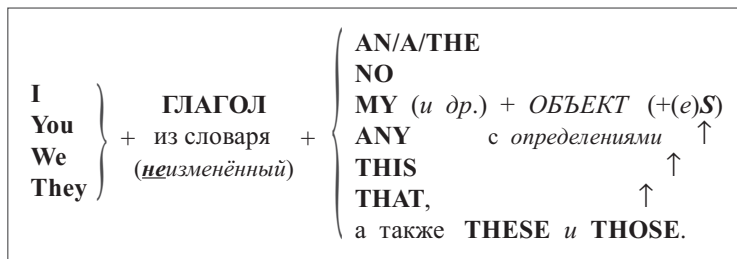 AN/A/THE
NO
I
ГЛАГОЛ
MY (и др.) + ОБЪЕКТ (+(е)S)
You
+ из словаря +
ANY с определениями ↑
We
(неизменённый)
THIS ↑
They
THAT, ↑
а также THESE и THOSE.